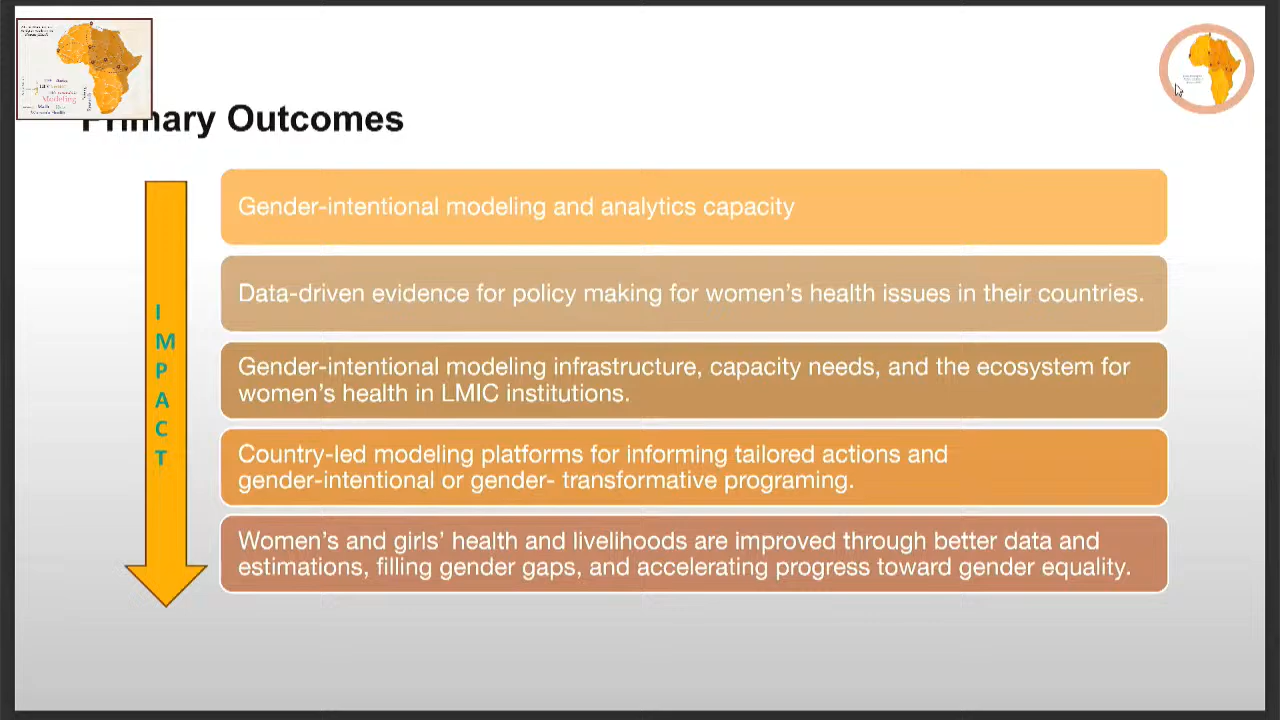 Modeling
Women's Health
Primary Outcomes
IMPACT
Gender-intentional modeling and analytics capacity
Data-driven evidence for policy making for women’s health issues in their countries.
Gender-intentional modeling infrastructure, capacity needs, and the ecosystem for
women’s health in LMIC institutions.
Country-led modeling platforms for informing tailored actions and
gender-intentional or gender- transformative programing.
Women’s and girls’ health and livelihoods are improved through better data and
estimations, filling gender gaps, and accelerating progress toward gender equality.